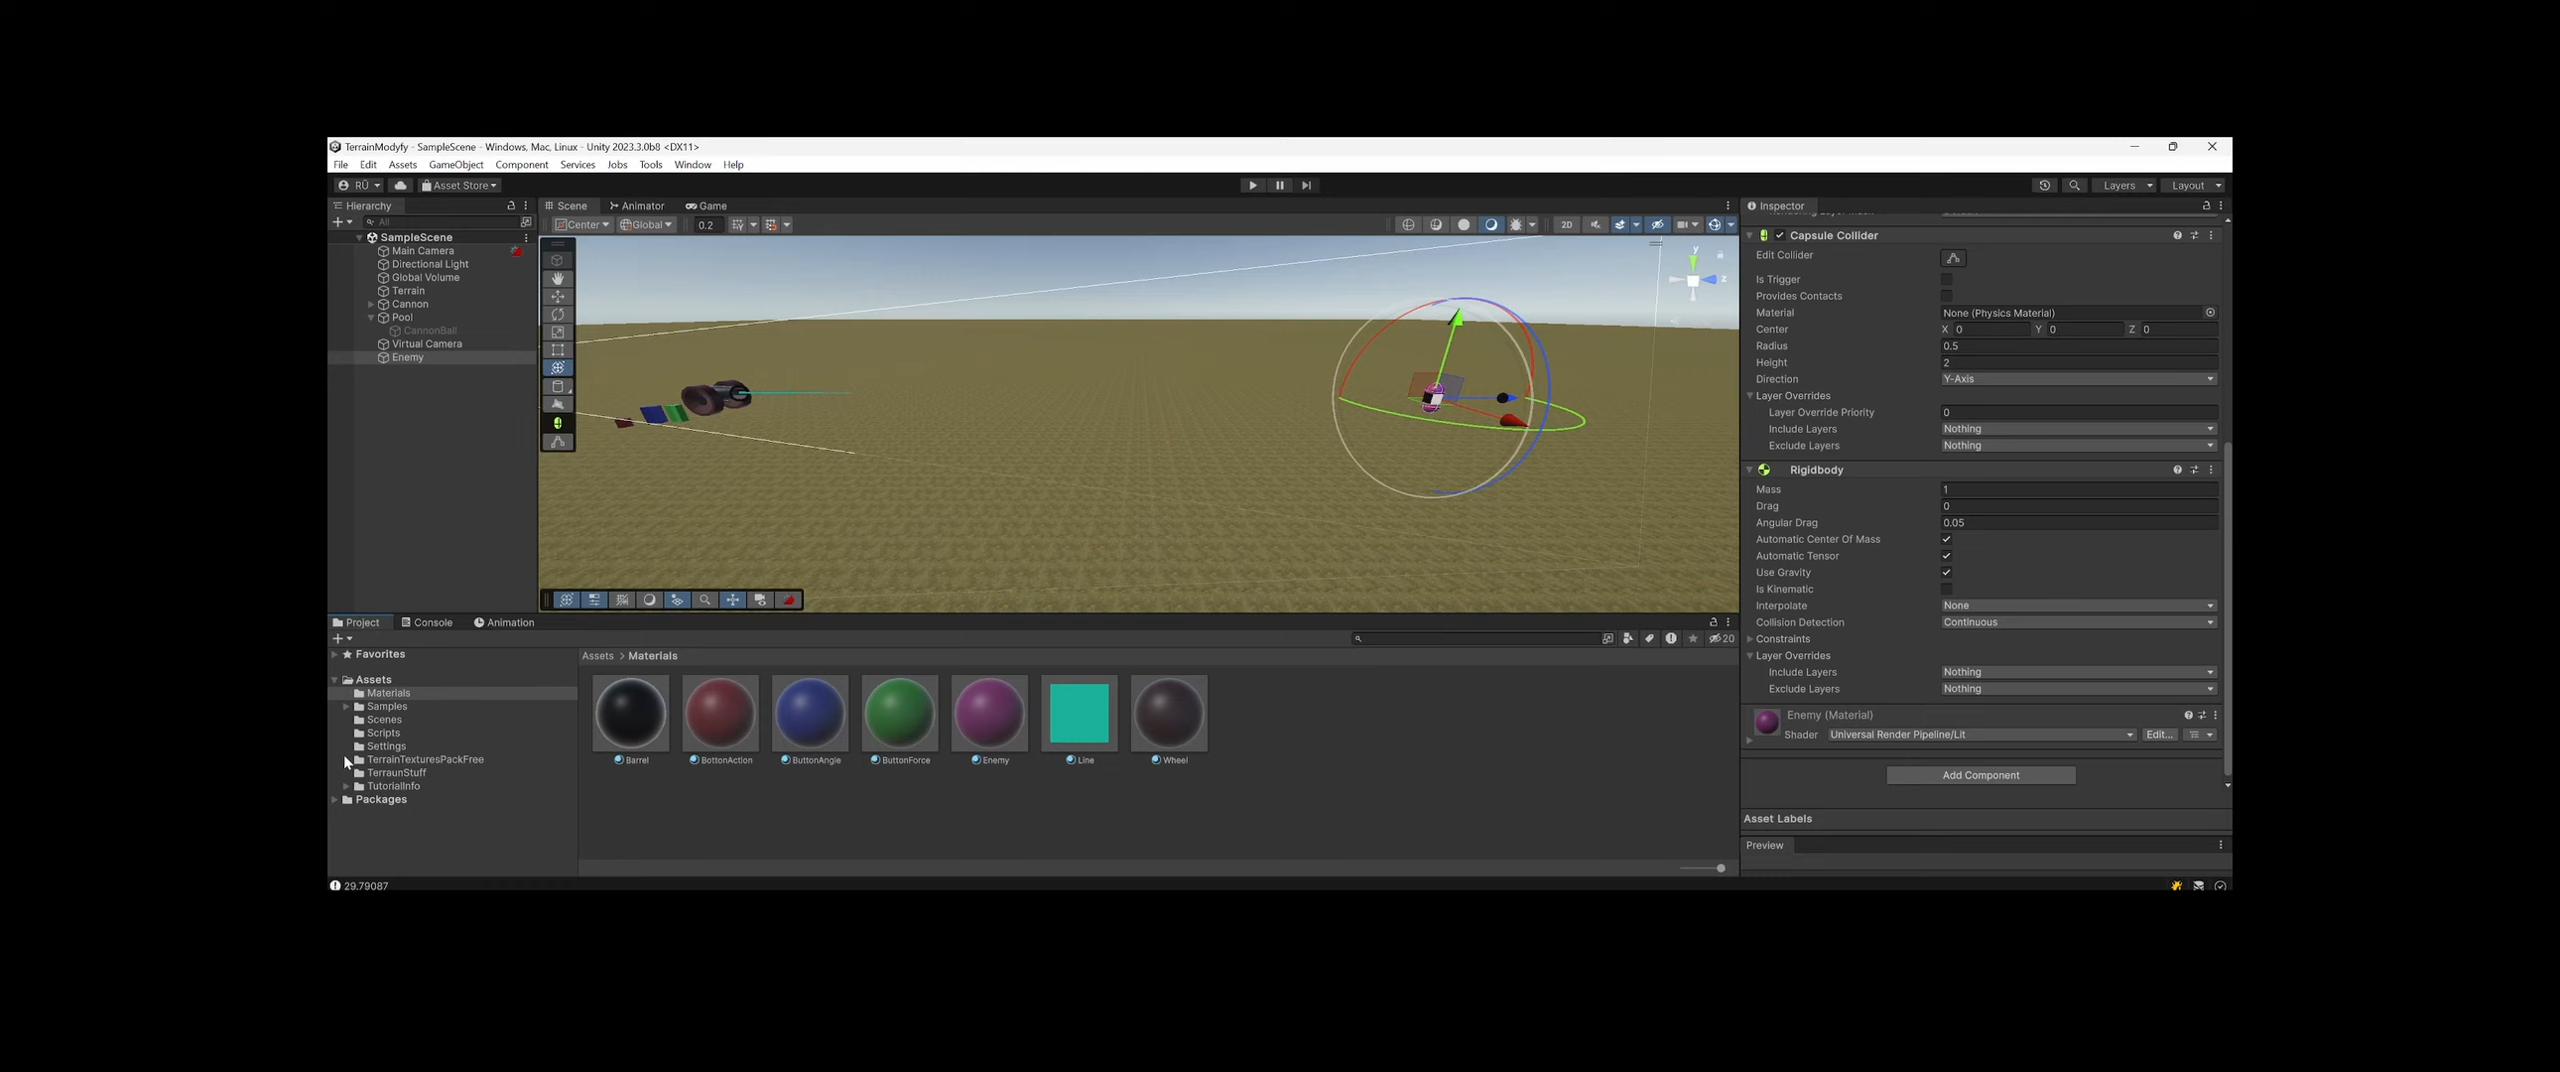 TerrainModyfy - SampleScene - Windows, Mac, Linux - Unity 2023.3.0b8 <DX11>
File Edit Assets GameObject Component Services Jobs Tools Window Help
RÜ Asset Store Layers Layout
Hierarchy
All
SampleScene
Main Camera
Directional Light
Global Volume
Terrain
Cannon
Pool
CannonBall
Virtual Camera
Enemy
Scene Animator Game
Center Global 0.2 2D
y
z
Inspector
Capsule Collider
Edit Collider
Is Trigger
Provides Contacts
Material None (Physics Material)
Center X 0 Y 0 Z 0
Radius 0.5
Height 2
Direction Y-Axis
Layer Overrides
Layer Override Priority 0
Include Layers Nothing
Exclude Layers Nothing
Rigidbody
Mass 1
Drag 0
Angular Drag 0.05
Automatic Center Of Mass
Automatic Tensor
Use Gravity
Is Kinematic
Interpolate None
Collision Detection Continuous
Constraints
Layer Overrides
Include Layers Nothing
Exclude Layers Nothing
Enemy (Material)
Shader Universal Render Pipeline/Lit Edit...
Add Component
Asset Labels
Preview
Project Console Animation
20
Favorites
Assets
Materials
Samples
Scenes
Scripts
Settings
TerrainTexturesPackFree
TerraunStuff
TutorialInfo
Packages
Assets > Materials
Barrel BottonAction ButtonAngle ButtonForce Enemy Line Wheel
29.79087